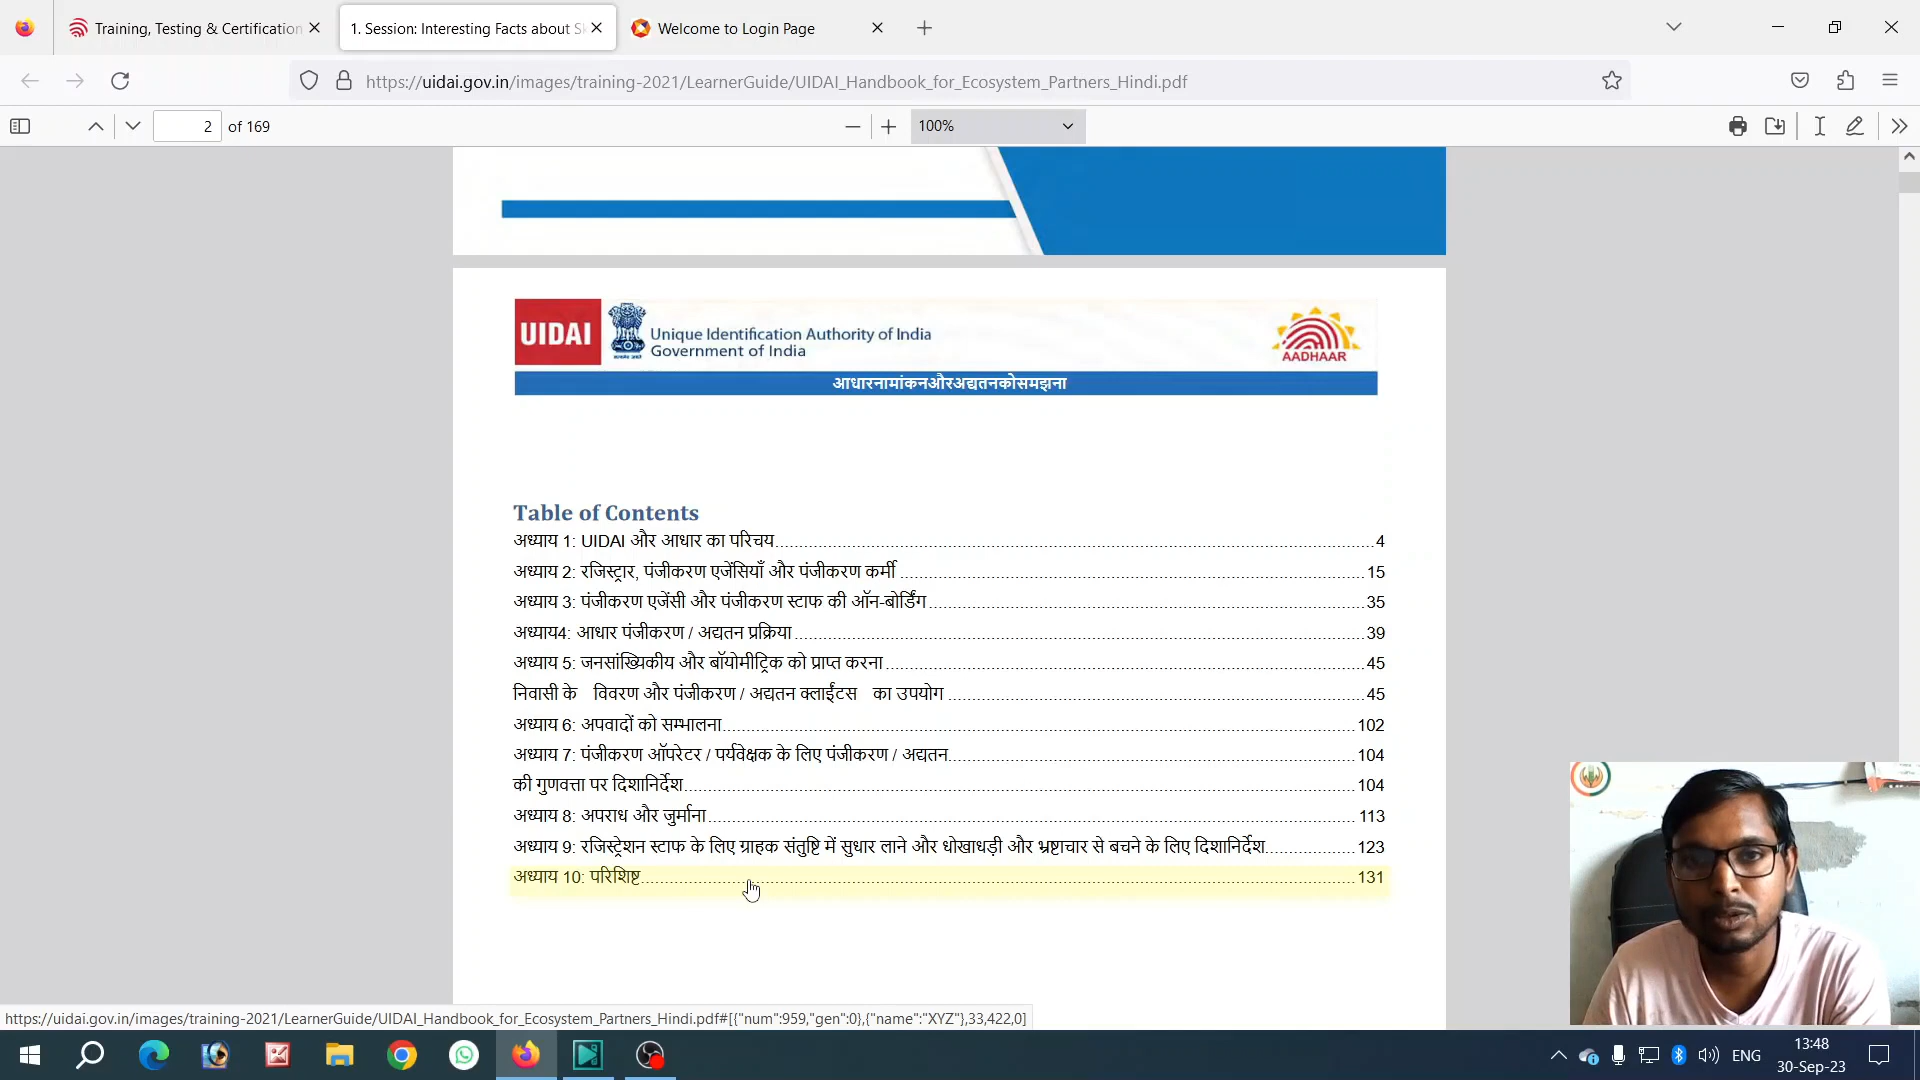 Training, Testing & Certification
1. Session: Interesting Facts about S
Welcome to Login Page
https://uidai.gov.in/images/training-2021/LearnerGuide/UIDAI_Handbook_for_Ecosystem_Partners_Hindi.pdf
2 of 169
100%
UIDAI
Unique Identification Authority of India
Government of India
AADHAAR
आधारनामांकनऔरअद्यतनकोसमझना
Table of Contents
अध्याय 1: UIDAI और आधार का परिचय 4
अध्याय 2: रजिस्ट्रार, पंजीकरण एजेंसियाँ और पंजीकरण कर्मी 15
अध्याय 3: पंजीकरण एजेंसी और पंजीकरण स्टाफ की ऑन-बोर्डिंग 35
अध्याय4: आधार पंजीकरण / अद्यतन प्रक्रिया 39
अध्याय 5: जनसांख्यिकीय और बॉयोमीट्रिक को प्राप्त करना 45
निवासी के विवरण और पंजीकरण / अद्यतन क्लाईंटस का उपयोग 45
अध्याय 6: अपवादों को सम्भालना 102
अध्याय 7: पंजीकरण ऑपरेटर / पर्यवेक्षक के लिए पंजीकरण / अद्यतन 104
की गुणवत्ता पर दिशानिर्देश 104
अध्याय 8: अपराध और जुर्माना 113
अध्याय 9: रजिस्ट्रेशन स्टाफ के लिए ग्राहक संतुष्टि में सुधार लाने और धोखाधड़ी और भ्रष्टाचार से बचने के लिए दिशानिर्देश 123
अध्याय 10: परिशिष्ट 131
https://uidai.gov.in/images/training-2021/LearnerGuide/UIDAI_Handbook_for_Ecosystem_Partners_Hindi.pdf#[{"num":959,"gen":0},{"name":"XYZ"},33,422,0]
ENG
13:48
30-Sep-23